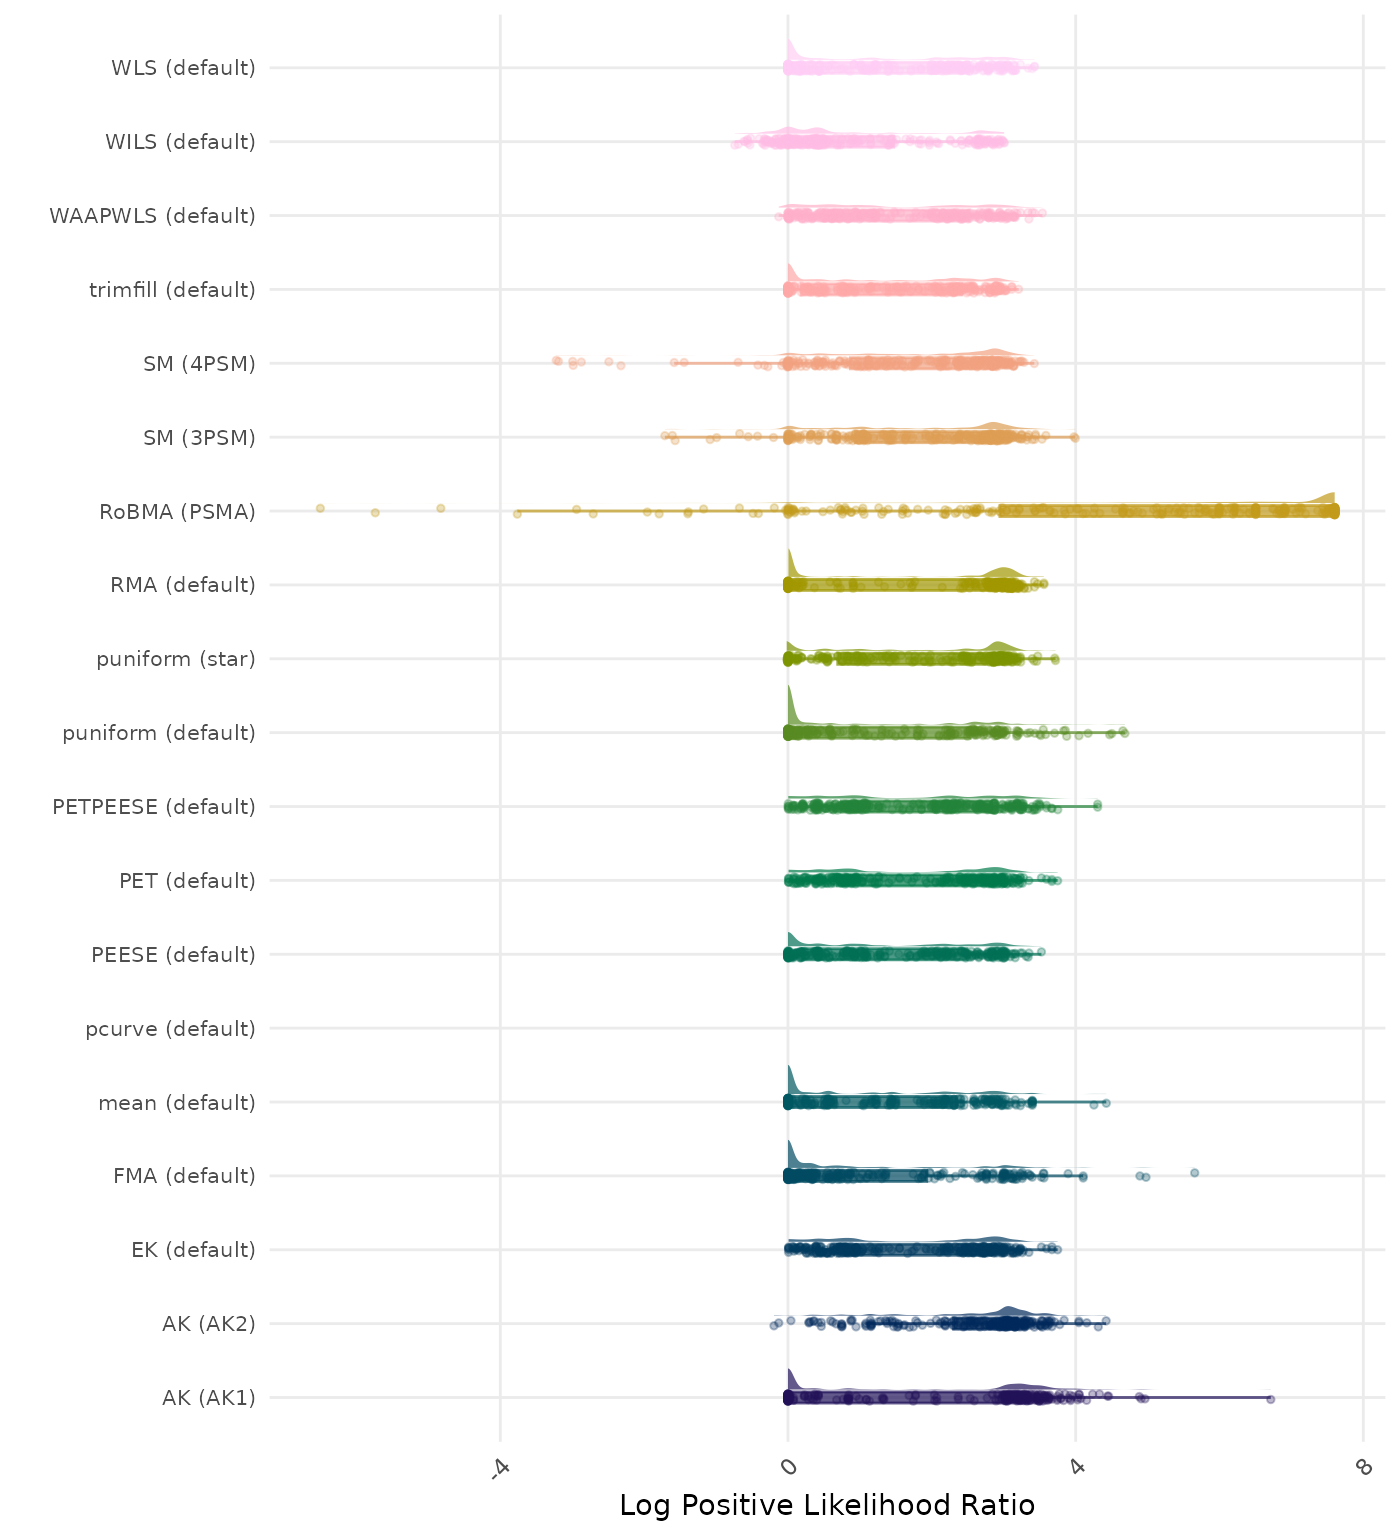 WLS (default)
WILS (default)
WAAPWLS (default)
trimfill (default)
SM (4PSM)
SM (3PSM)
RoBMA (PSMA)
RMA (default)
puniform (star)
puniform (default)
PETPEESE (default)
PET (default)
PEESE (default)
pcurve (default)
mean (default)
FMA (default)
EK (default)
AK (AK2)
AK (AK1)
-4 0 4 8
Log Positive Likelihood Ratio